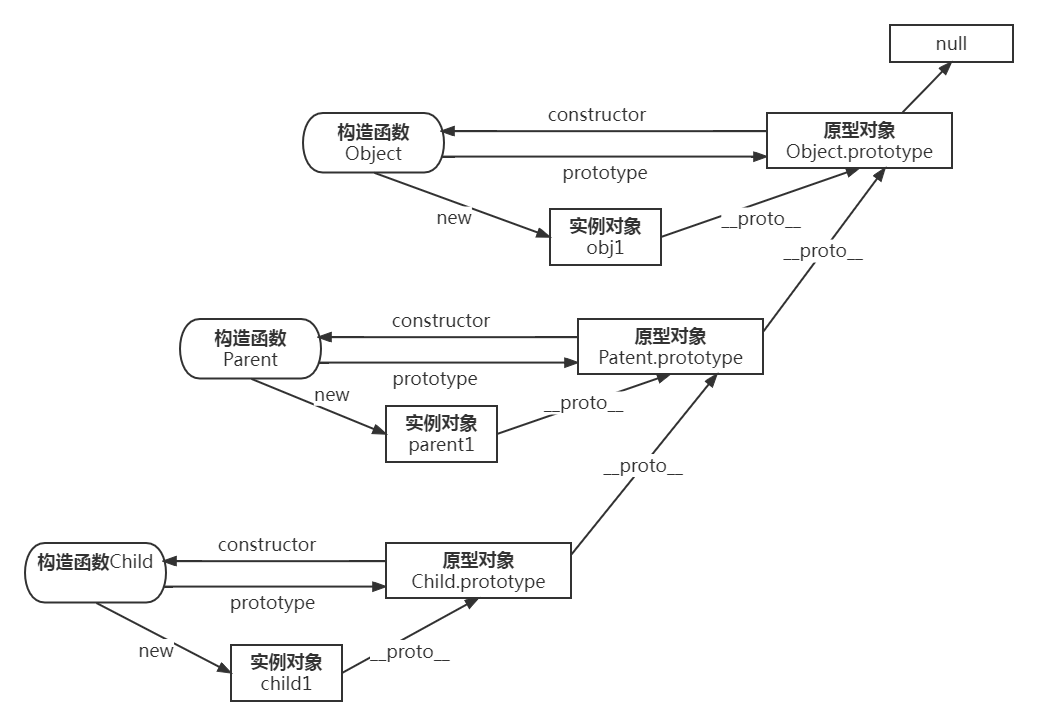 null
constructor
构造函数
Object
原型对象
Object.prototype
prototype
new
实例对象
obj1
__proto__
__proto__
constructor
构造函数
Parent
原型对象
Patent.prototype
prototype
new
__proto__
实例对象
parent1
__proto__
constructor
构造函数Child
原型对象
Child.prototype
prototype
new
__proto__
实例对象
child1